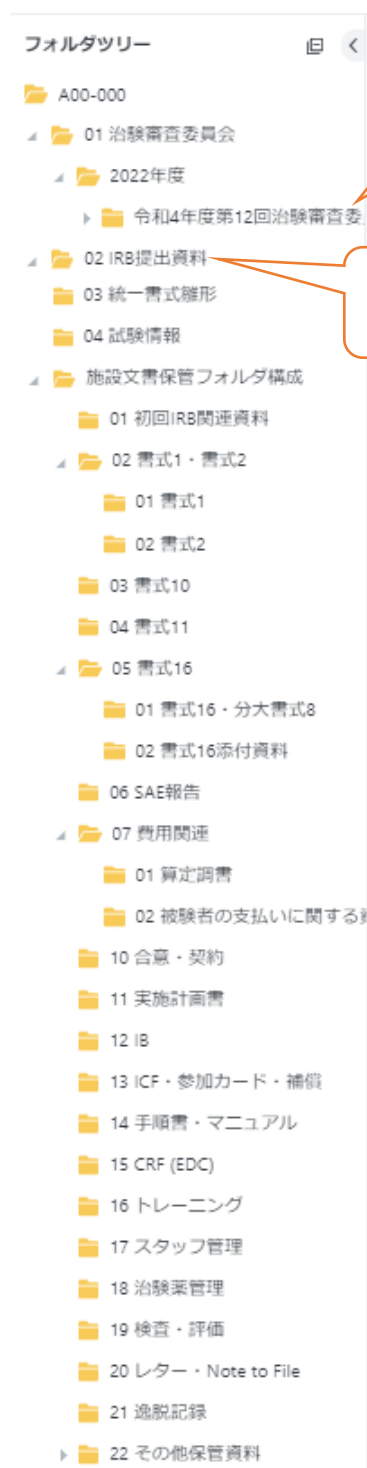 フォルダツリー
A00-000
01 治験審査委員会
2022年度
令和4年度第12回治験審査委
02 IRB提出資料
03 統一書式雛形
04 試験情報
施設文書保管フォルダ構成
01 初回IRB関連資料
02 書式1・書式2
01 書式1
02 書式2
03 書式10
04 書式11
05 書式16
01 書式16・分大書式8
02 書式16添付資料
06 SAE報告
07 費用関連
01 算定調書
02 被験者の支払いに関する
10 合意・契約
11 実施計画書
12 IB
13 ICF・参加カード・補償
14 手順書・マニュアル
15 CRF (EDC)
16 トレーニング
17 スタッフ管理
18 治験薬管理
19 検査・評価
20 レター・Note to File
21 逸脱記録
22 その他保管資料